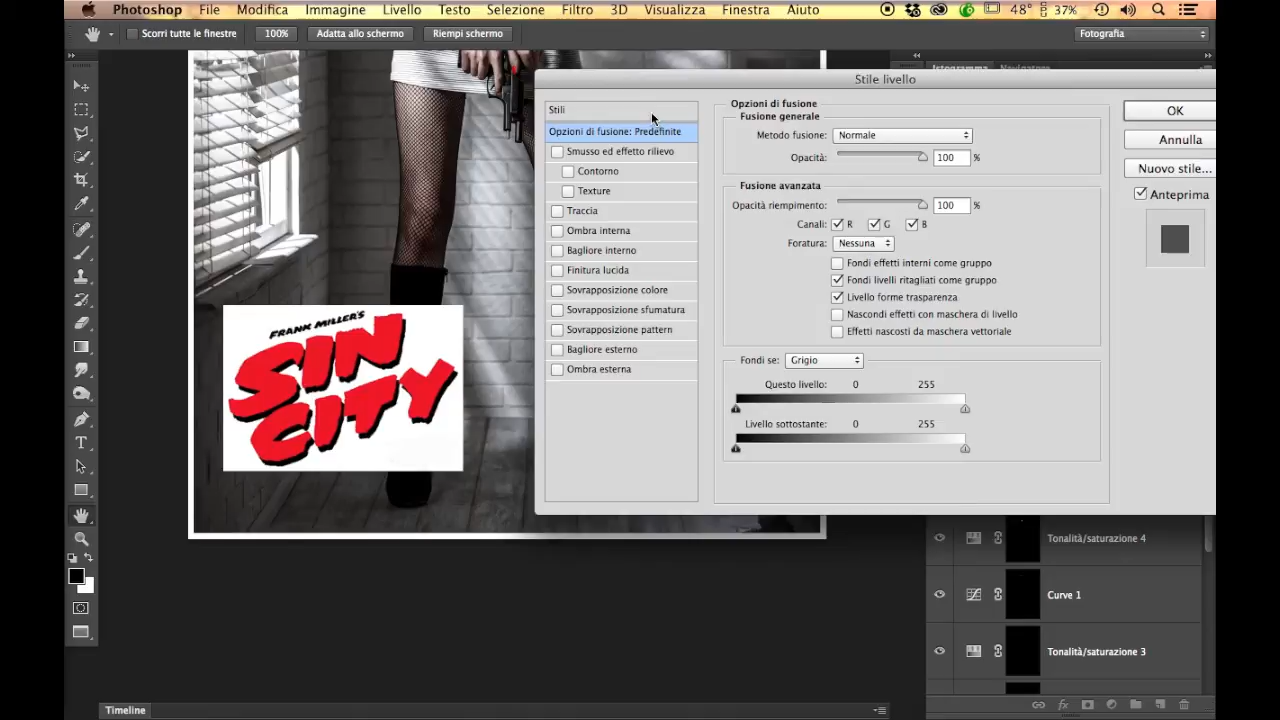 Photoshop File Modifica Immagine Livello Testo Selezione Filtro 3D Visualizza Finestra Aiuto 48° 37%
Scorri tutte le finestre 100% Adatta allo schermo Riempi schermo Fotografia
Istogramma Navigatore
Stile livello
Stili
Opzioni di fusione: Predefinite
Smusso ed effetto rilievo
Contorno
Texture
Traccia
Ombra interna
Bagliore interno
Finitura lucida
Sovrapposizione colore
Sovrapposizione sfumatura
Sovrapposizione pattern
Bagliore esterno
Ombra esterna
Opzioni di fusione
Fusione generale
Metodo fusione: Normale
Opacità: 100 %
Fusione avanzata
Opacità riempimento: 100 %
Canali: R G B
Foratura: Nessuna
Fondi effetti interni come gruppo
Fondi livelli ritagliati come gruppo
Livello forme trasparenza
Nascondi effetti con maschera di livello
Effetti nascosti da maschera vettoriale
Fondi se: Grigio
Questo livello: 0 255
Livello sottostante: 0 255
OK
Annulla
Nuovo stile...
Anteprima
FRANK MILLER'S
SIN
CITY
Tonalità/saturazione 4
Curve 1
Tonalità/saturazione 3
Timeline